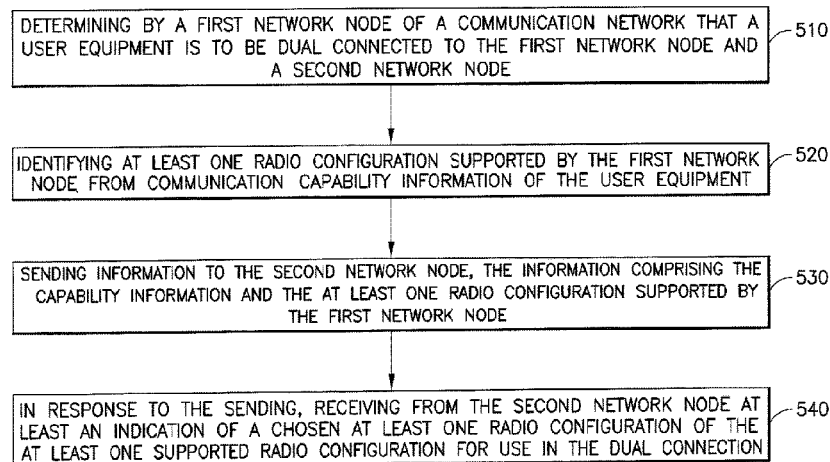 DETERMINING BY A FIRST NETWORK NODE OF A COMMUNICATION NETWORK THAT A
USER EQUIPMENT IS TO BE DUAL CONNECTED TO THE FIRST NETWORK NODE AND
A SECOND NETWORK NODE
510
IDENTIFYING AT LEAST ONE RADIO CONFIGURATION SUPPORTED BY THE FIRST NETWORK
NODE FROM COMMUNICATION CAPABILITY INFORMATION OF THE USER EQUIPMENT
520
SENDING INFORMATION TO THE SECOND NETWORK NODE, THE INFORMATION COMPRISING THE
CAPABILITY INFORMATION AND THE AT LEAST ONE RADIO CONFIGURATION SUPPORTED BY
THE FIRST NETWORK NODE
530
IN RESPONSE TO THE SENDING, RECEIVING FROM THE SECOND NETWORK NODE AT
LEAST AN INDICATION OF A CHOSEN AT LEAST ONE RADIO CONFIGURATION OF THE
AT LEAST ONE SUPPORTED RADIO CONFIGURATION FOR USE IN THE DUAL CONNECTION
540